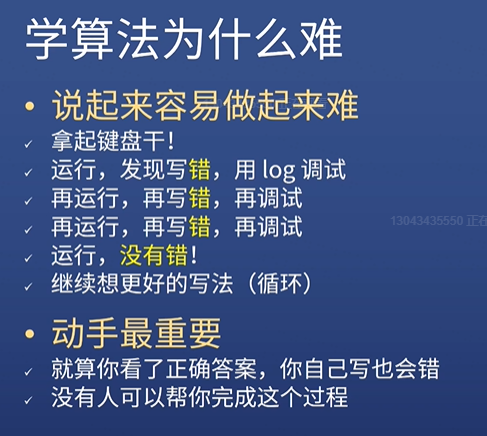 学算法为什么难
• 说起来容易做起来难
✓ 拿起键盘干！
✓ 运行，发现写错，用 log 调试
✓ 再运行，再写错，再调试
✓ 再运行，再写错，再调试
✓ 运行，没有错！
✓ 继续想更好的写法（循环）
13043435550 正在
• 动手最重要
✓ 就算你看了正确答案，你自己写也会错
✓ 没有人可以帮你完成这个过程